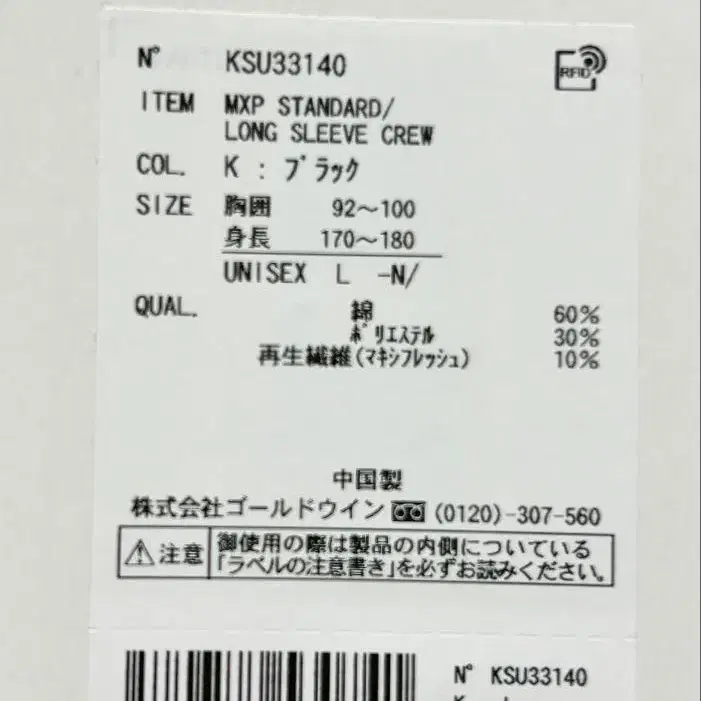 N° KSU33140
RFID
ITEM MXP STANDARD/
LONG SLEEVE CREW
COL. K : ブラック
SIZE 胸囲 92～100
身長 170～180
UNISEX L -N/
QUAL. 綿 60%
ポリエステル 30%
再生繊維(マキシフレッシュ) 10%
中国製
株式会社ゴールドウイン (0120)-307-560
注意 御使用の際は製品の内側についている
「ラベルの注意書き」を必ずお読みください。
N° KSU33140